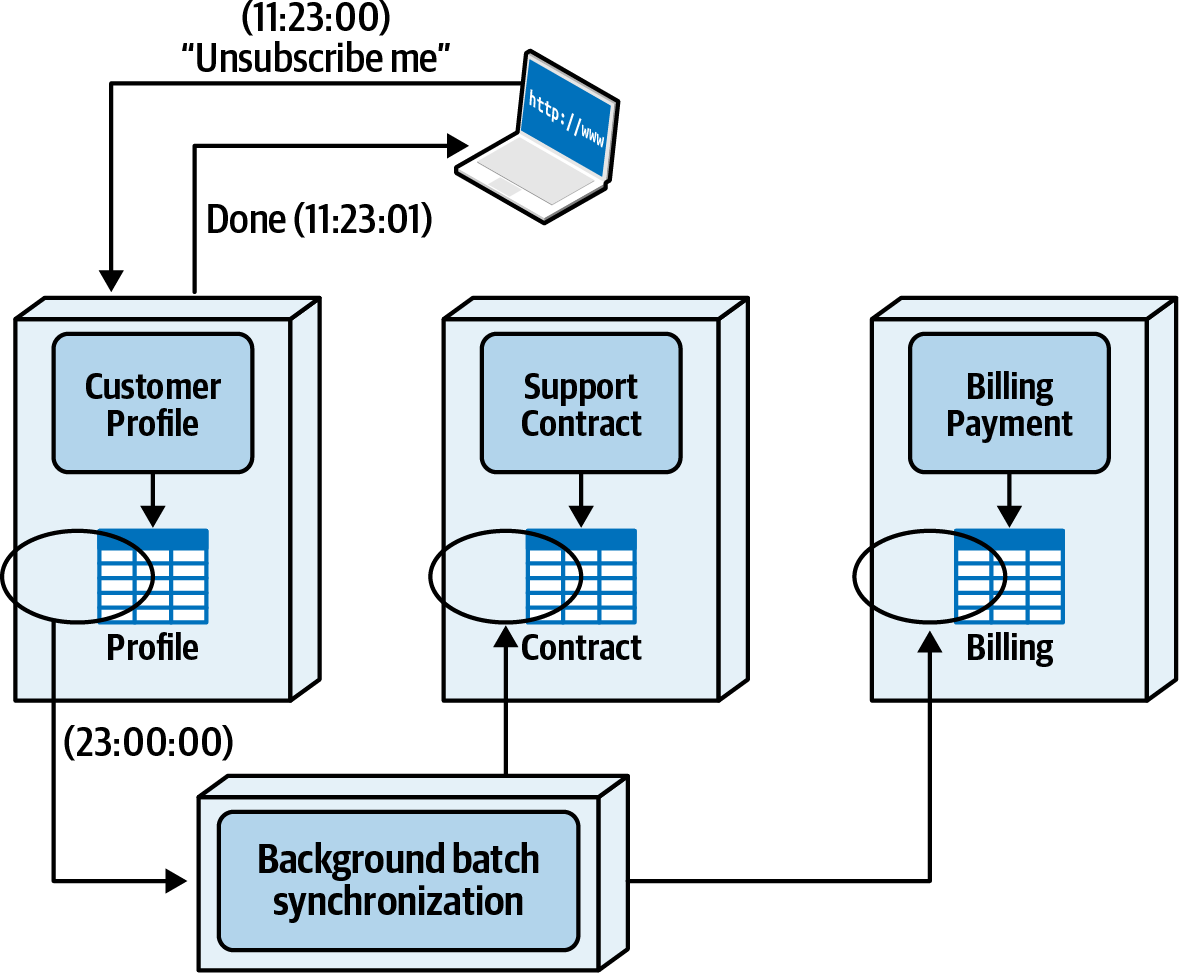 (11:23:00)
“Unsubscribe me”
http://www
Done (11:23:01)
Customer
Profile
Support
Contract
Billing
Payment
Profile
Contract
Billing
(23:00:00)
Background batch
synchronization